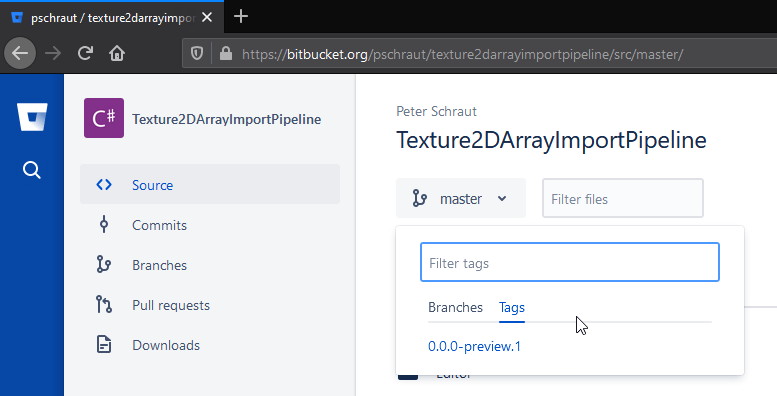 pschraut / texture2darrayimpor
https://bitbucket.org/pschraut/texture2darrayimportpipeline/src/master/
C#
Texture2DArrayImportPipeline
Source
Commits
Branches
Pull requests
Downloads
Peter Schraut
Texture2DArrayImportPipeline
master
Filter files
Filter tags
Branches
Tags
0.0.0-preview.1
Editor